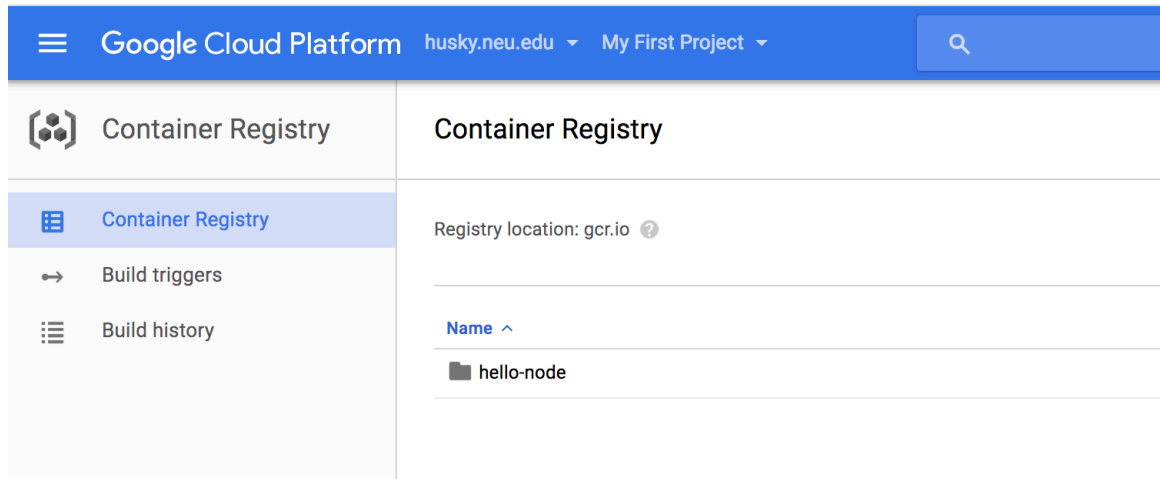 Google Cloud Platform husky.neu.edu My First Project
Container Registry
Container Registry
Build triggers
Build history
Container Registry
Registry location: gcr.io ?
Name
hello-node